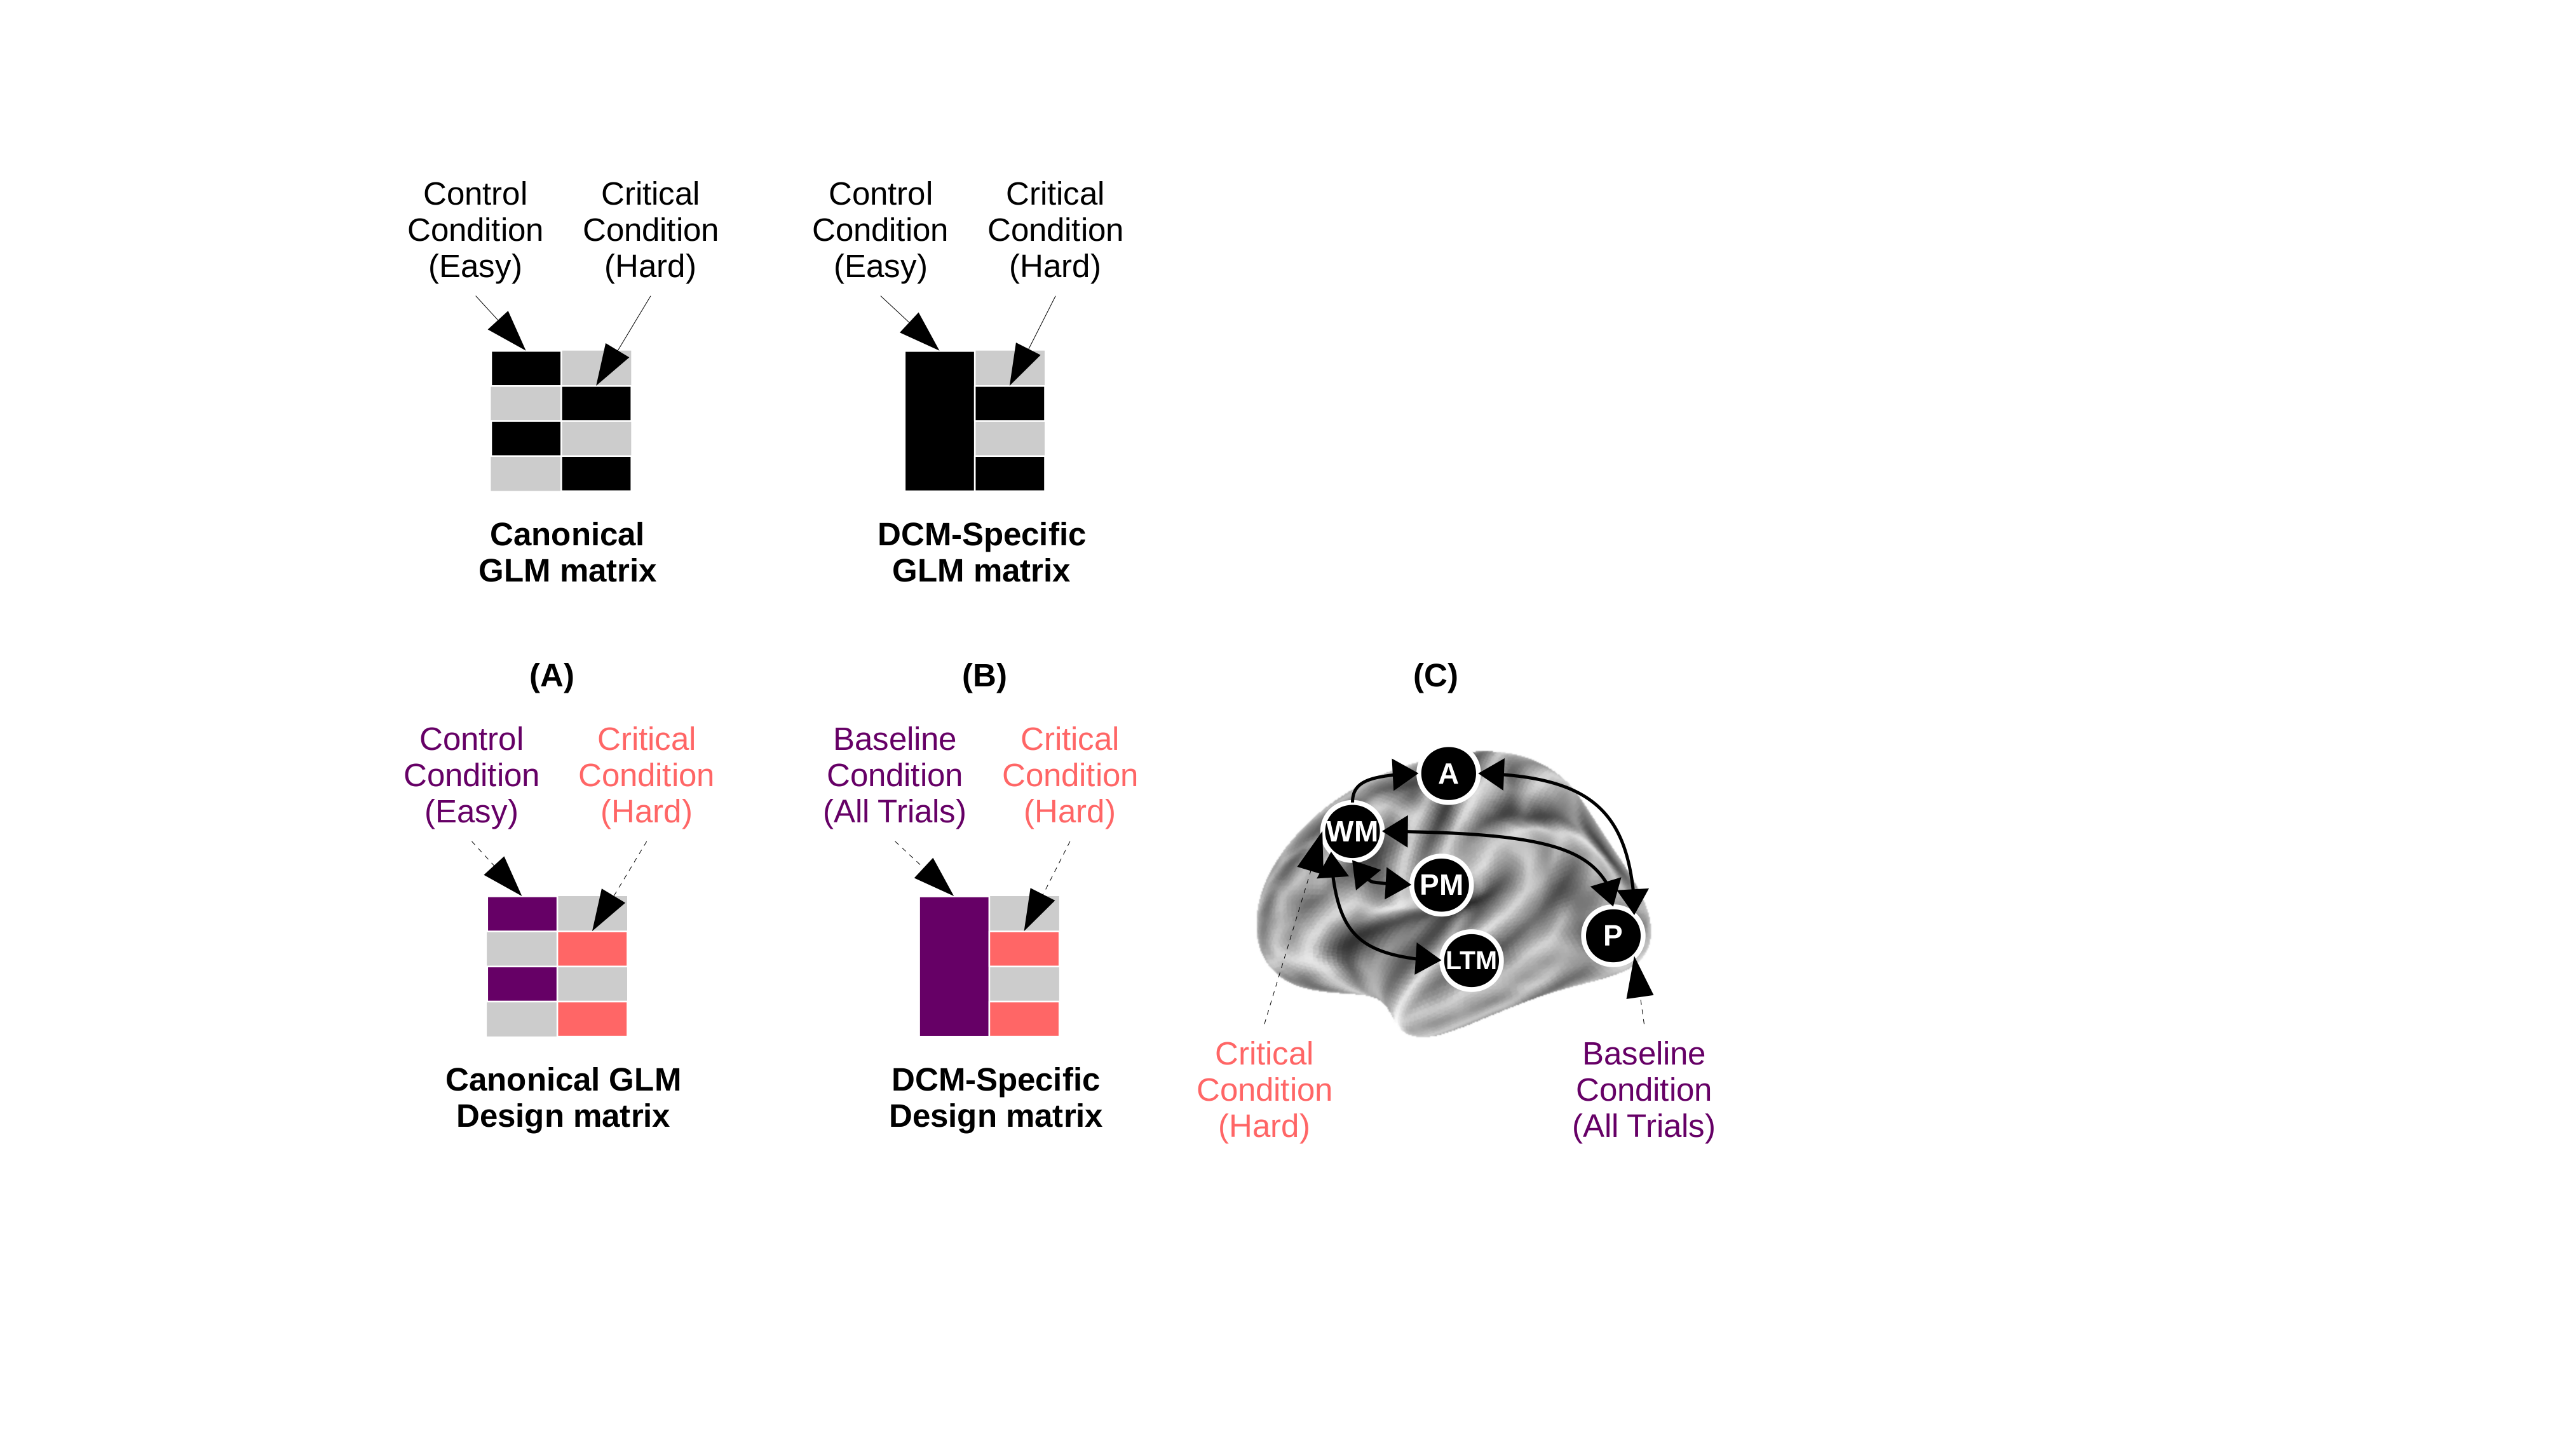 Control
Condition
(Easy)
Critical
Condition
(Hard)
Control
Condition
(Easy)
Critical
Condition
(Hard)
Canonical
GLM matrix
DCM-Specific
GLM matrix
(A)
(B)
(C)
Control
Condition
(Easy)
Critical
Condition
(Hard)
Baseline
Condition
(All Trials)
Critical
Condition
(Hard)
A
WM
PM
P
LTM
Critical
Condition
(Hard)
Baseline
Condition
(All Trials)
Canonical GLM
Design matrix
DCM-Specific
Design matrix